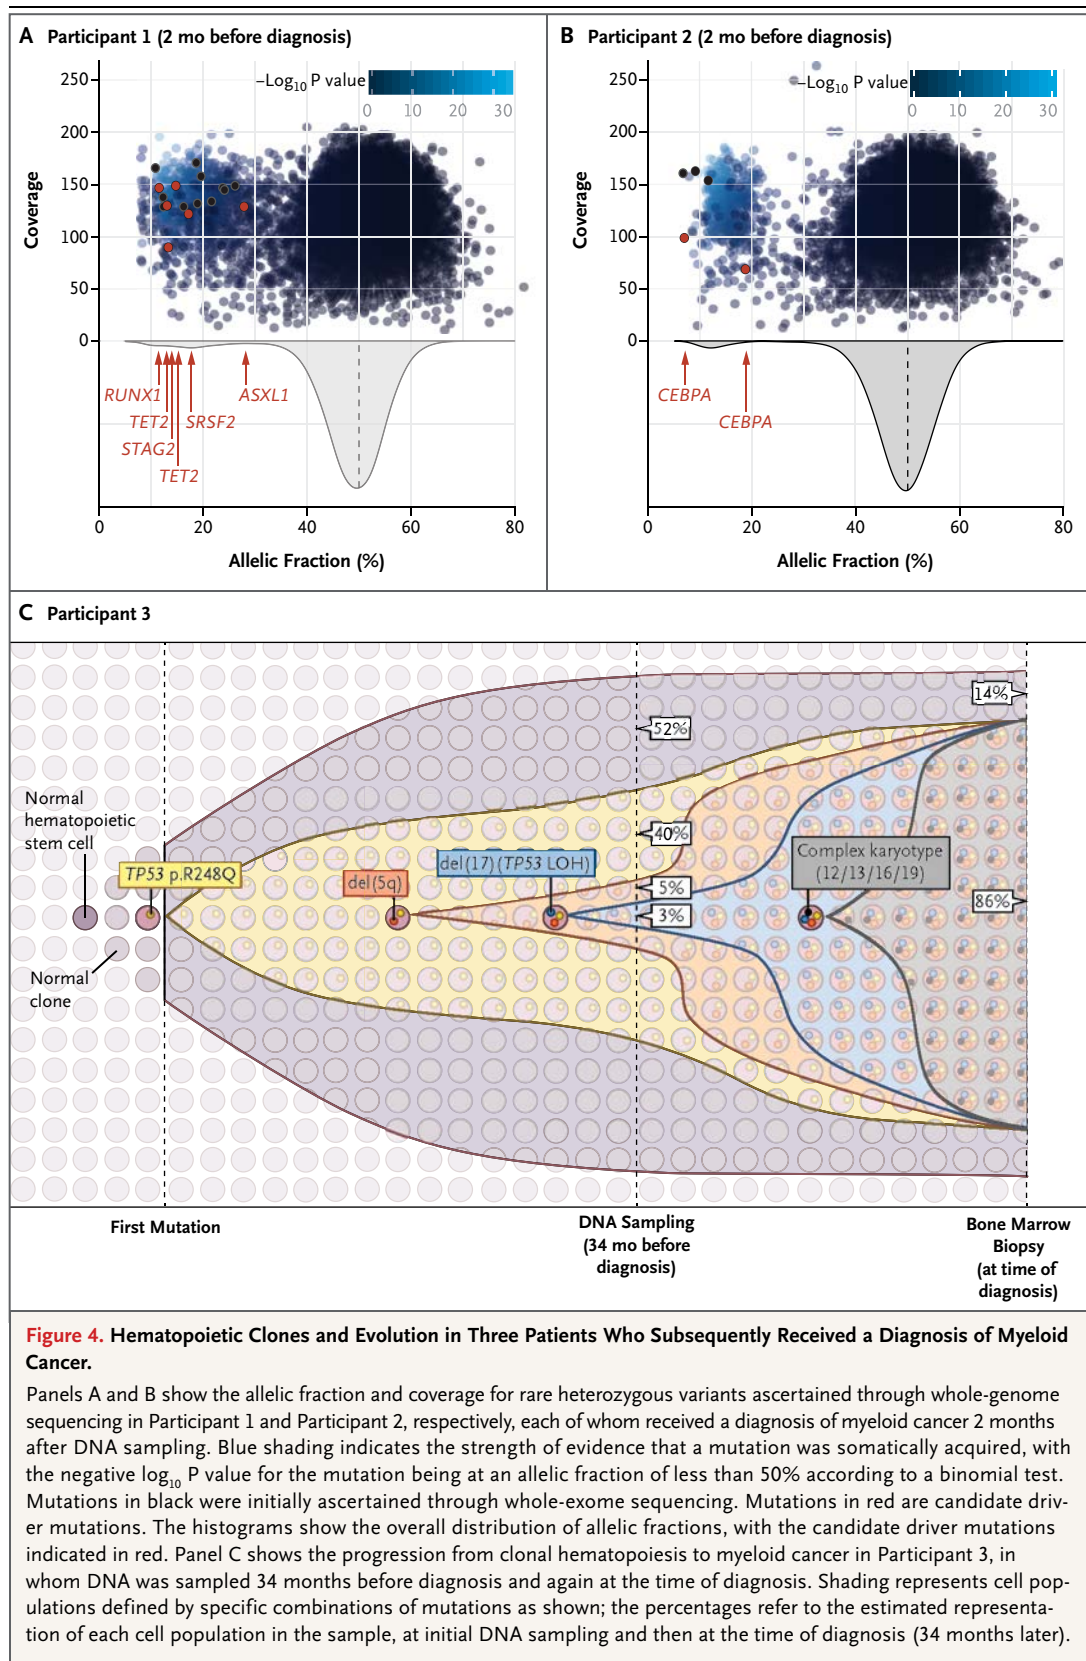 A Participant 1 (2 mo before diagnosis)
250
200
150
100
50
0
Coverage
–Log10 P value
0 10 20 30
RUNX1
TET2
STAG2
TET2
SRSF2
ASXL1
0 20 40 60 80
Allelic Fraction (%)
B Participant 2 (2 mo before diagnosis)
250
200
150
100
50
0
Coverage
–Log10 P value
0 10 20 30
CEBPA
CEBPA
0 20 40 60 80
Allelic Fraction (%)
C Participant 3
Normal
hematopoietic
stem cell
Normal
clone
TP53 p.R248Q
del(5q)
del(17)(TP53 LOH)
Complex karyotype
(12/13/16/19)
52%
40%
5%
3%
14%
86%
First Mutation
DNA Sampling
(34 mo before
diagnosis)
Bone Marrow
Biopsy
(at time of
diagnosis)
Figure 4. Hematopoietic Clones and Evolution in Three Patients Who Subsequently Received a Diagnosis of Myeloid
Cancer.
Panels A and B show the allelic fraction and coverage for rare heterozygous variants ascertained through whole-genome
sequencing in Participant 1 and Participant 2, respectively, each of whom received a diagnosis of myeloid cancer 2 months
after DNA sampling. Blue shading indicates the strength of evidence that a mutation was somatically acquired, with
the negative log10 P value for the mutation being at an allelic fraction of less than 50% according to a binomial test.
Mutations in black were initially ascertained through whole-exome sequencing. Mutations in red are candidate driv-
er mutations. The histograms show the overall distribution of allelic fractions, with the candidate driver mutations
indicated in red. Panel C shows the progression from clonal hematopoiesis to myeloid cancer in Participant 3, in
whom DNA was sampled 34 months before diagnosis and again at the time of diagnosis. Shading represents cell pop-
ulations defined by specific combinations of mutations as shown; the percentages refer to the estimated representa-
tion of each cell population in the sample, at initial DNA sampling and then at the time of diagnosis (34 months later).